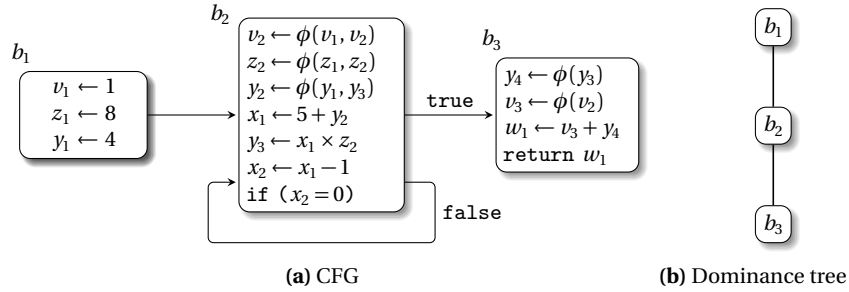 b₁
v₁ ← 1
z₁ ← 8
y₁ ← 4
b₂
v₂ ← ϕ(v₁, v₂)
z₂ ← ϕ(z₁, z₂)
y₂ ← ϕ(y₁, y₃)
x₁ ← 5 + y₂
y₃ ← x₁ × z₂
x₂ ← x₁ − 1
if (x₂ = 0)
true
false
b₃
y₄ ← ϕ(y₃)
v₃ ← ϕ(v₂)
w₁ ← v₃ + y₄
return w₁
(a) CFG
b₁
b₂
b₃
(b) Dominance tree